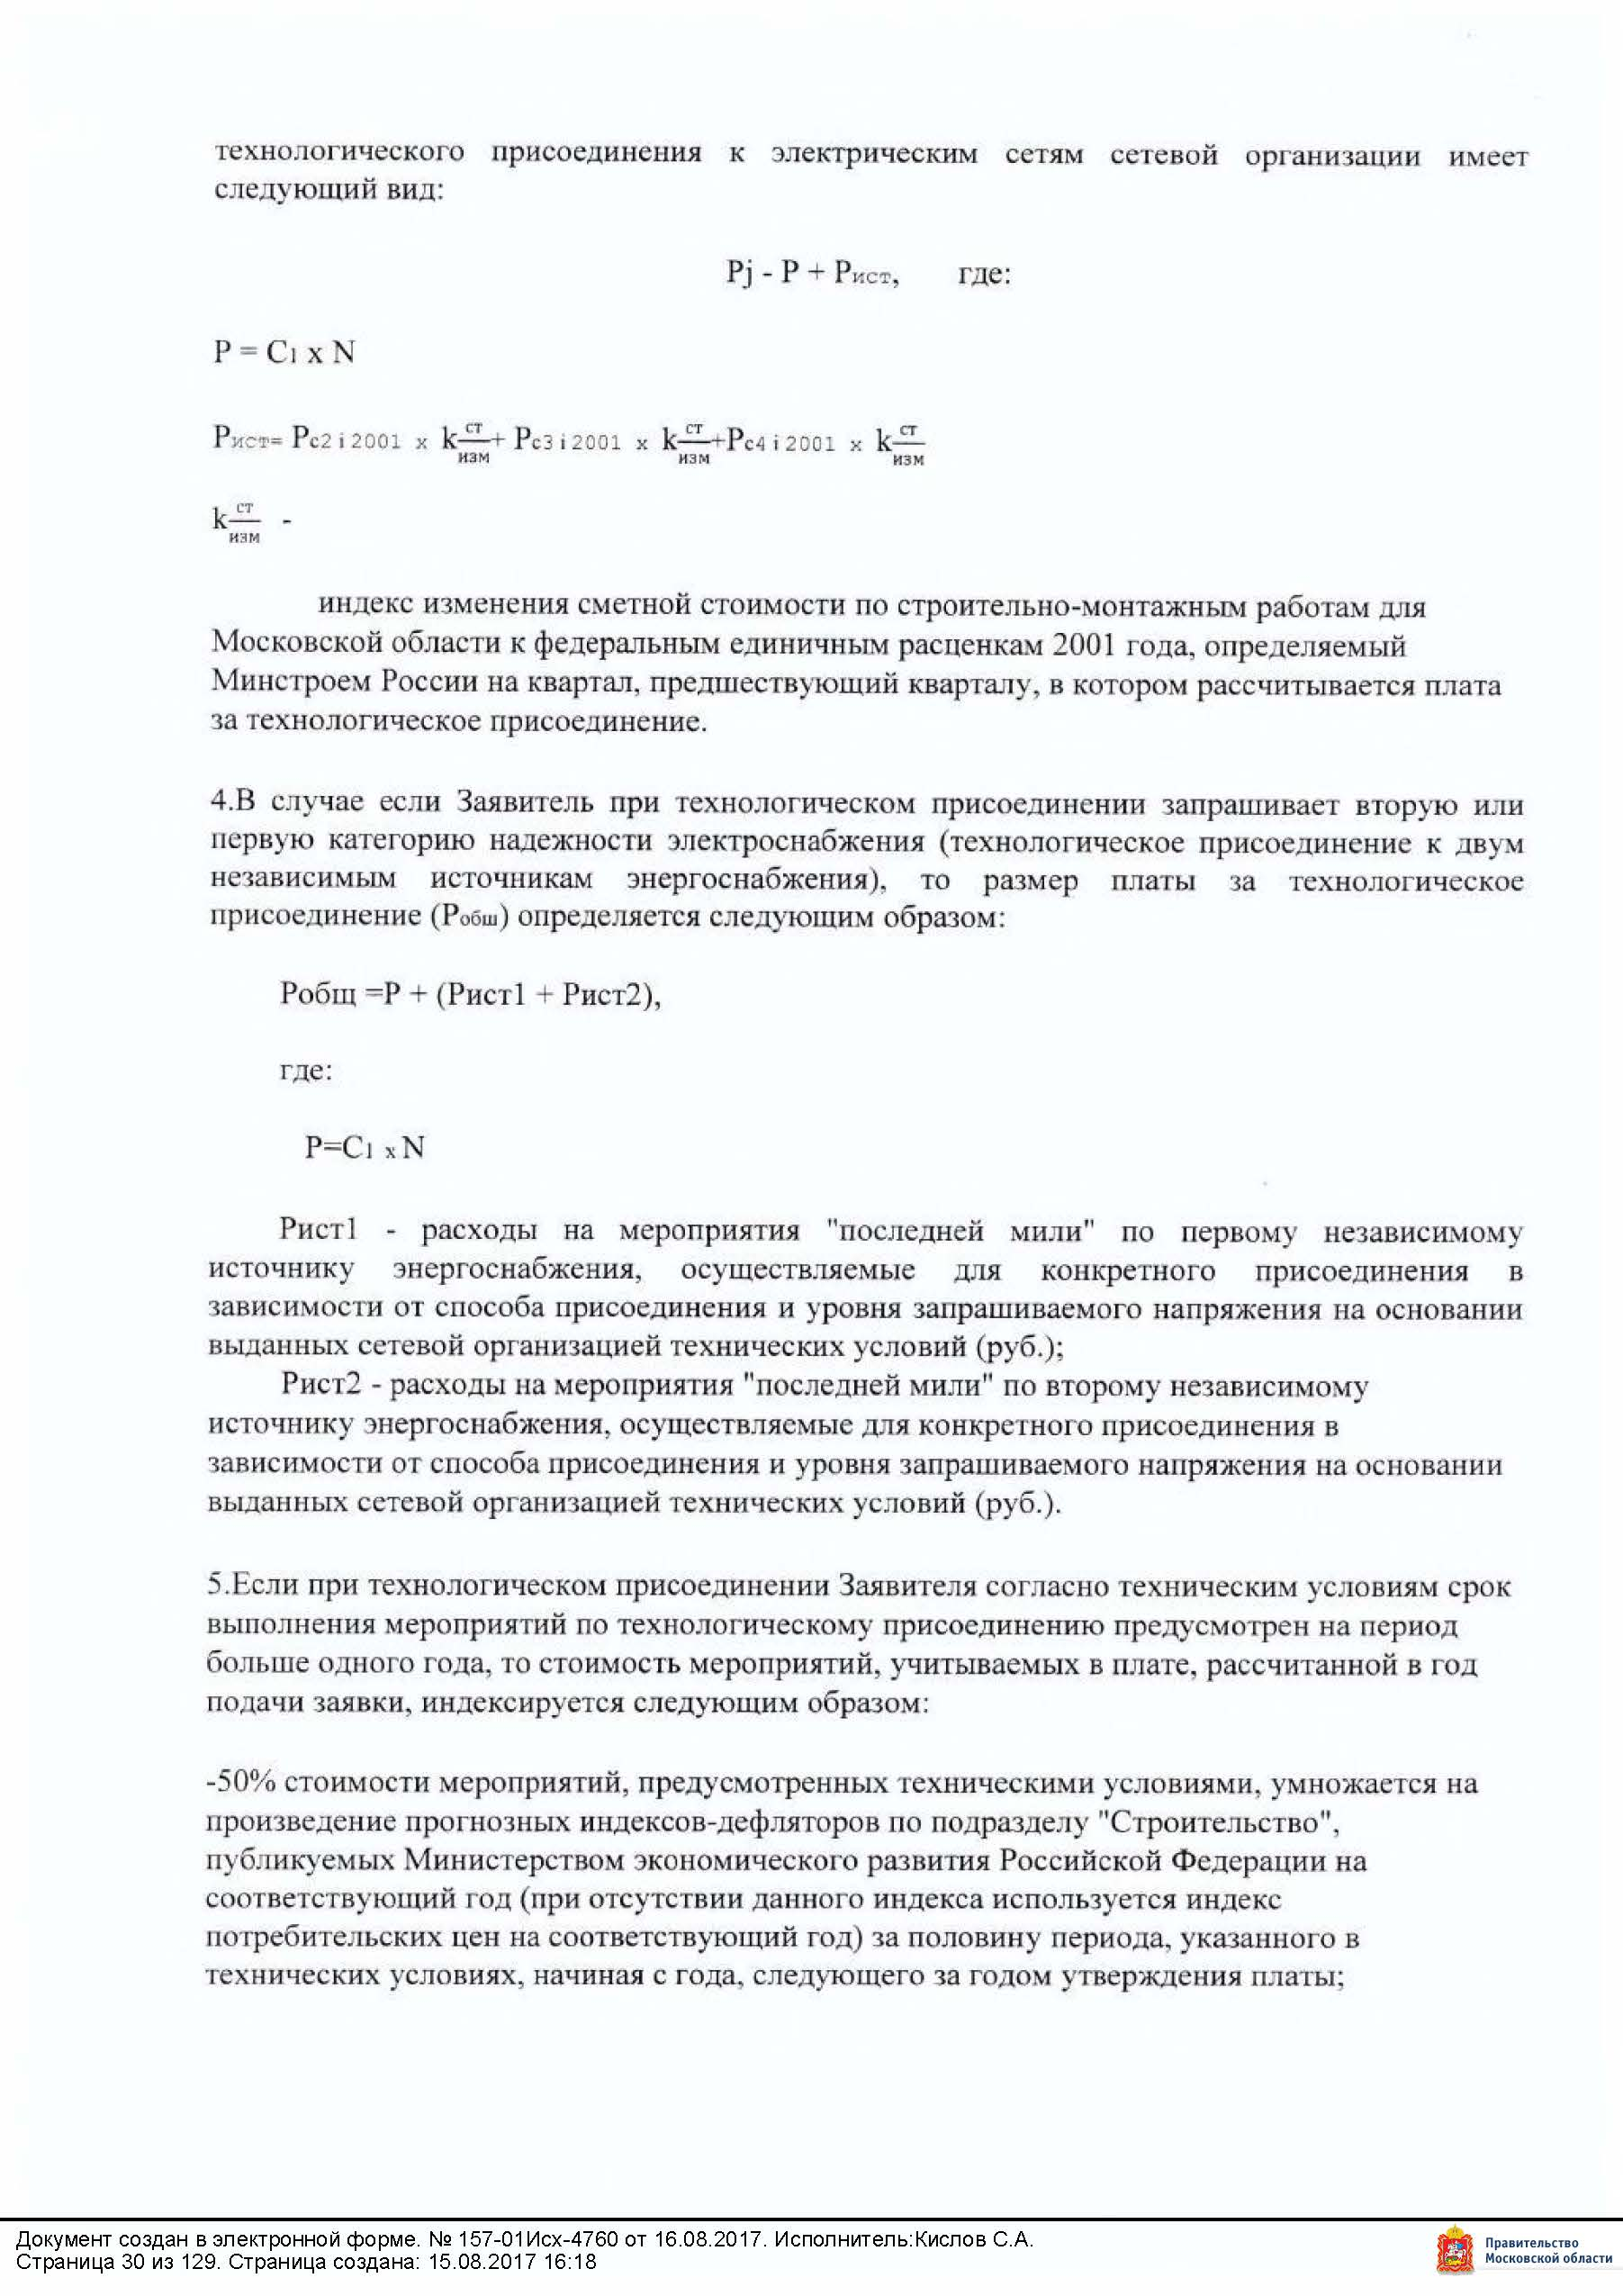 технологического присоединения к электрическим сетям сетевой организации имеет
следующий вид:
Pj - P + Pист, где:
P = C1 x N
Pист= Pc2 i 2001 x k ст/изм + Pc3 i 2001 x k ст/изм +Pc4 i 2001 x k ст/изм
k ст/изм -
индекс изменения сметной стоимости по строительно-монтажным работам для
Московской области к федеральным единичным расценкам 2001 года, определяемый
Минстроем России на квартал, предшествующий кварталу, в котором рассчитывается плата
за технологическое присоединение.
4.В случае если Заявитель при технологическом присоединении запрашивает вторую или
первую категорию надежности электроснабжения (технологическое присоединение к двум
независимым источникам энергоснабжения), то размер платы за технологическое
присоединение (Pобщ) определяется следующим образом:
Робщ =Р + (Рист1 + Рист2),
где:
P=C1 x N
Рист1 - расходы на мероприятия "последней мили" по первому независимому
источнику энергоснабжения, осуществляемые для конкретного присоединения в
зависимости от способа присоединения и уровня запрашиваемого напряжения на основании
выданных сетевой организацией технических условий (руб.);
Рист2 - расходы на мероприятия "последней мили" по второму независимому
источнику энергоснабжения, осуществляемые для конкретного присоединения в
зависимости от способа присоединения и уровня запрашиваемого напряжения на основании
выданных сетевой организацией технических условий (руб.).
5.Если при технологическом присоединении Заявителя согласно техническим условиям срок
выполнения мероприятий по технологическому присоединению предусмотрен на период
больше одного года, то стоимость мероприятий, учитываемых в плате, рассчитанной в год
подачи заявки, индексируется следующим образом:
-50% стоимости мероприятий, предусмотренных техническими условиями, умножается на
произведение прогнозных индексов-дефляторов по подразделу "Строительство",
публикуемых Министерством экономического развития Российской Федерации на
соответствующий год (при отсутствии данного индекса используется индекс
потребительских цен на соответствующий год) за половину периода, указанного в
технических условиях, начиная с года, следующего за годом утверждения платы;
Документ создан в электронной форме. № 157-01Исх-4760 от 16.08.2017. Исполнитель:Кислов С.А.
Страница 30 из 129. Страница создана: 15.08.2017 16:18
Правительство
Московской области